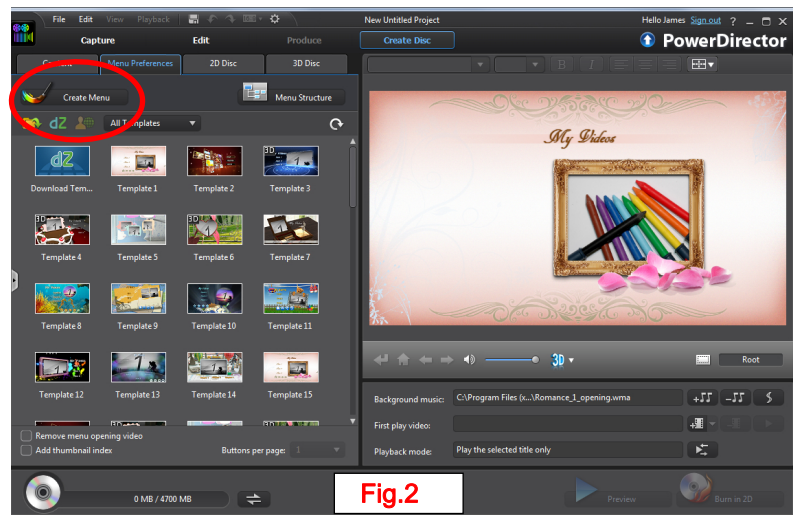 File Edit View Playback New Untitled Project Hello James Sign out ?
Capture Edit Produce Create Disc PowerDirector
Menu Preferences 2D Disc 3D Disc
B I
Create Menu Menu Structure
dZ All Templates
My Videos
dZ 3D
Download Tem... Template 1 Template 2 Template 3
3D 3D
Template 4 Template 5 Template 6 Template 7
Template 8 Template 9 Template 10 Template 11
Template 12 Template 13 Template 14 Template 15
3D Root
Background music: C:\Program Files (x...\Romance_1_opening.wma
First play video:
Playback mode: Play the selected title only
Remove menu opening video
Add thumbnail index Buttons per page: 1
0 MB / 4700 MB Fig.2 Preview Burn in 2D